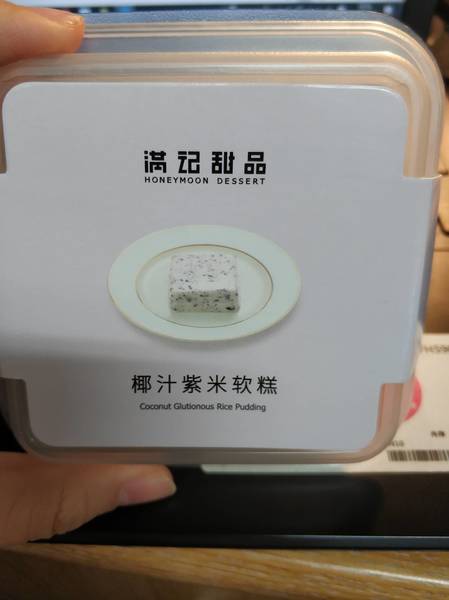 满记甜品
HONEYMOON DESSERT
椰汁紫米软糕
Coconut Glutionous Rice Pudding